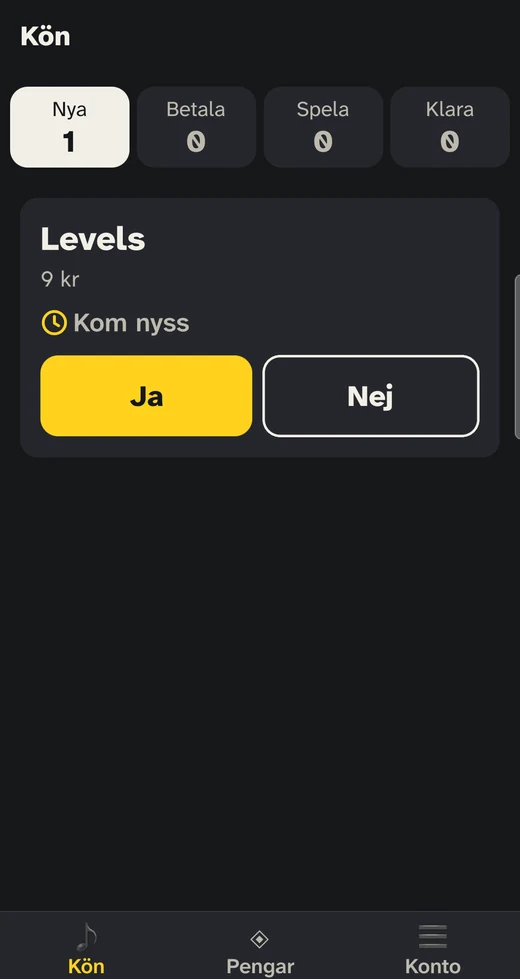 Kön
Nya
1
Betala
0
Spela
0
Klara
0
Levels
9 kr
Kom nyss
Ja
Nej
Kön
Pengar
Konto